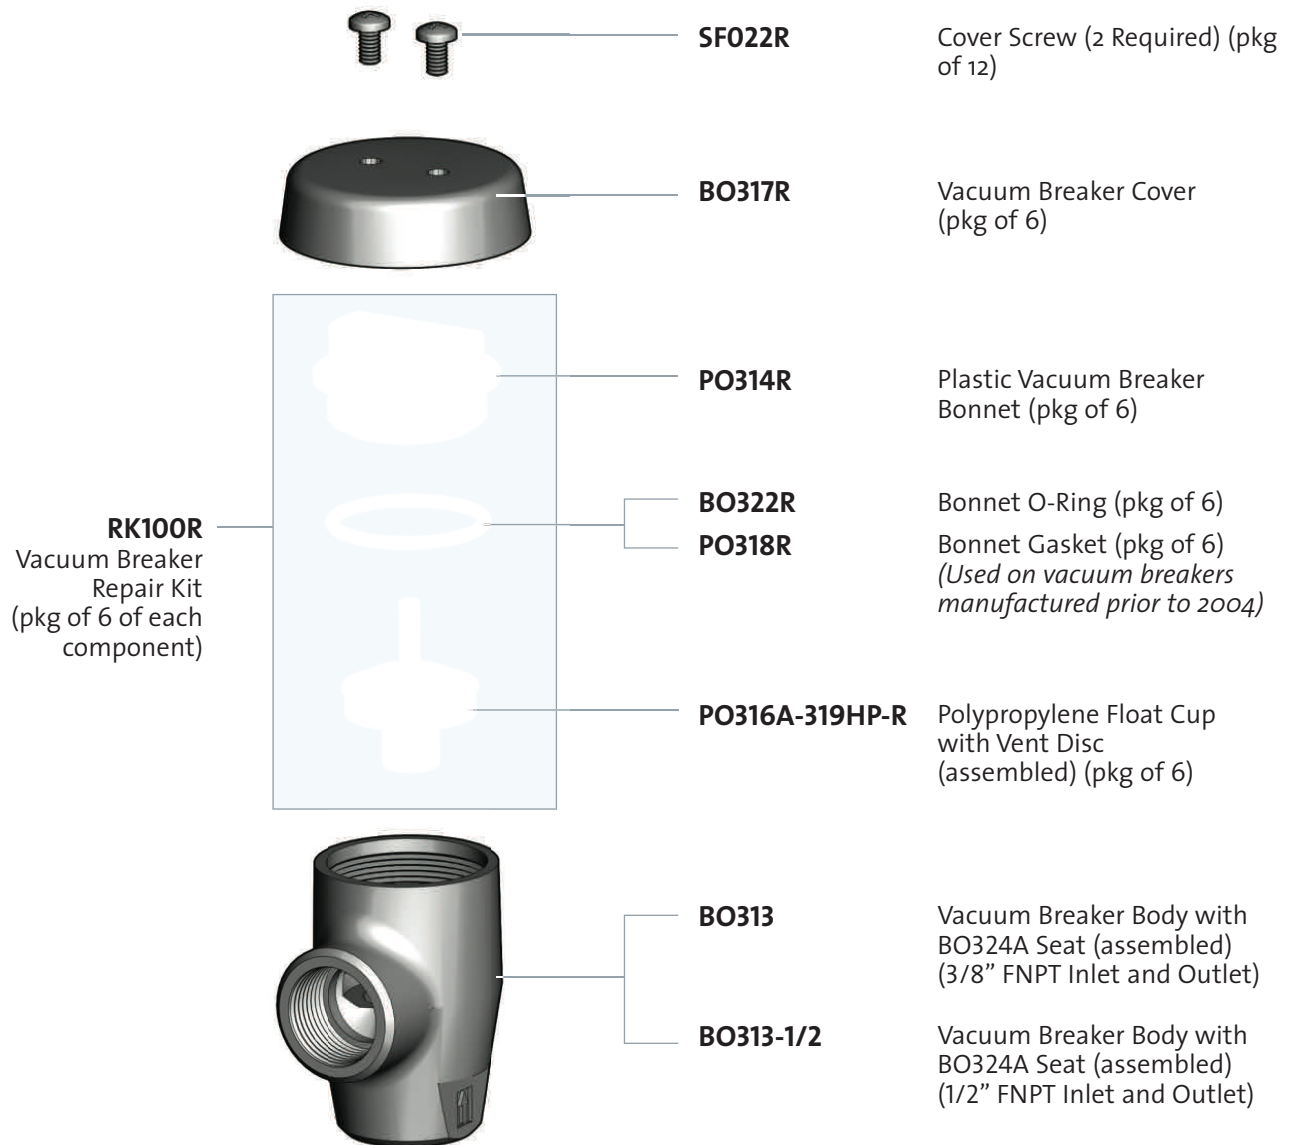 SF022R
Cover Screw (2 Required) (pkg
of 12)
BO317R
Vacuum Breaker Cover
(pkg of 6)
PO314R
Plastic Vacuum Breaker
Bonnet (pkg of 6)
BO322R
Bonnet O-Ring (pkg of 6)
RK100R
Vacuum Breaker
Repair Kit
(pkg of 6 of each
component)
PO318R
Bonnet Gasket (pkg of 6)
(Used on vacuum breakers
manufactured prior to 2004)
PO316A-319HP-R
Polypropylene Float Cup
with Vent Disc
(assembled) (pkg of 6)
BO313
Vacuum Breaker Body with
BO324A Seat (assembled)
(3/8” FNPT Inlet and Outlet)
BO313-1/2
Vacuum Breaker Body with
BO324A Seat (assembled)
(1/2” FNPT Inlet and Outlet)